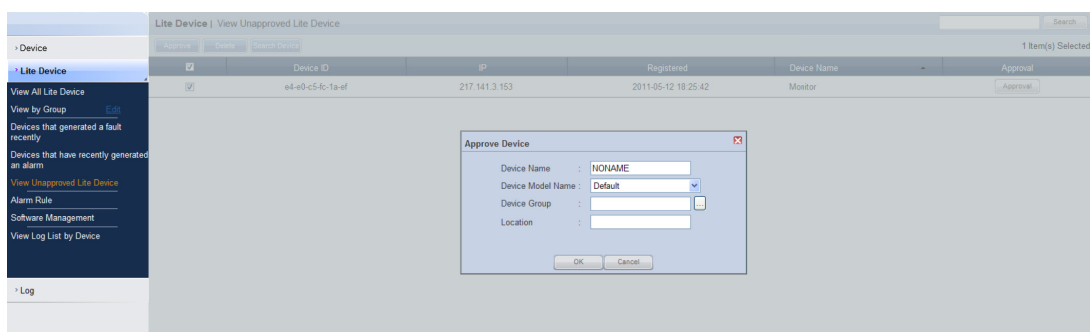 Lite Device | View Unapproved Lite Device
Search
Device
Approve Delete Search Device
1 Item(s) Selected
Lite Device
Device ID IP Registered Device Name Approval
View All Lite Device
e4-e0-c5-fc-1a-ef 217.141.3.153 2011-05-12 18:25:42 Monitor Approval
View by Group Edit
Devices that generated a fault
recently
Devices that have recently generated
an alarm
View Unapproved Lite Device
Alarm Rule
Software Management
View Log List by Device
Log
Approve Device
Device Name : NONAME
Device Model Name : Default
Device Group : ...
Location :
OK Cancel